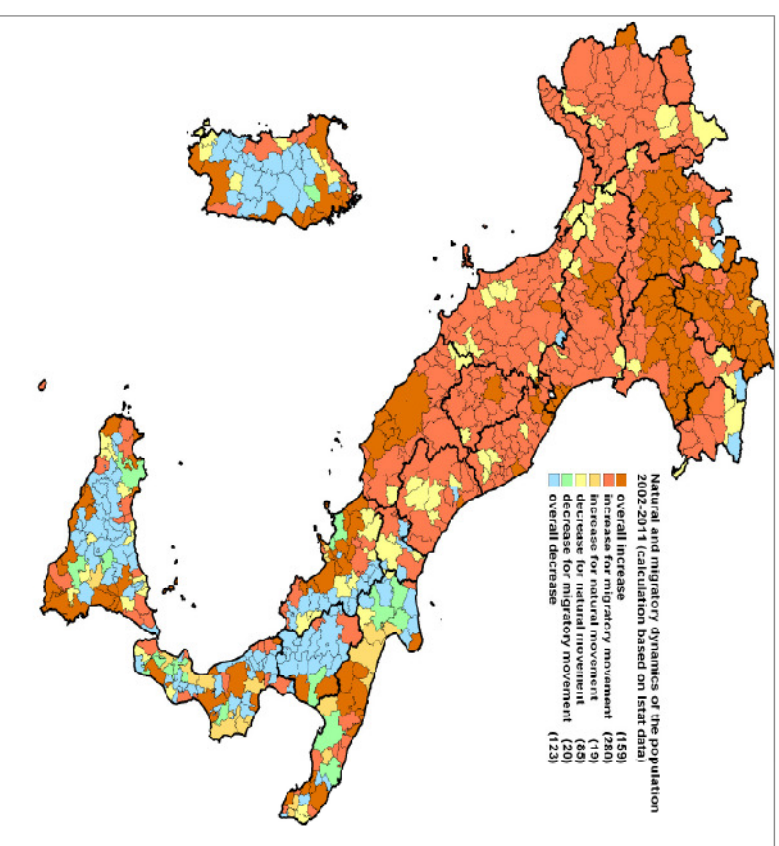 Natural and migratory dynamics of the population
2002-2011 (calculation based on Istat data)
overall increase (159)
increase for migratory movement (280)
increase for natural movement (19)
decrease for natural movement (85)
decrease for migratory movement (20)
overall decrease (123)